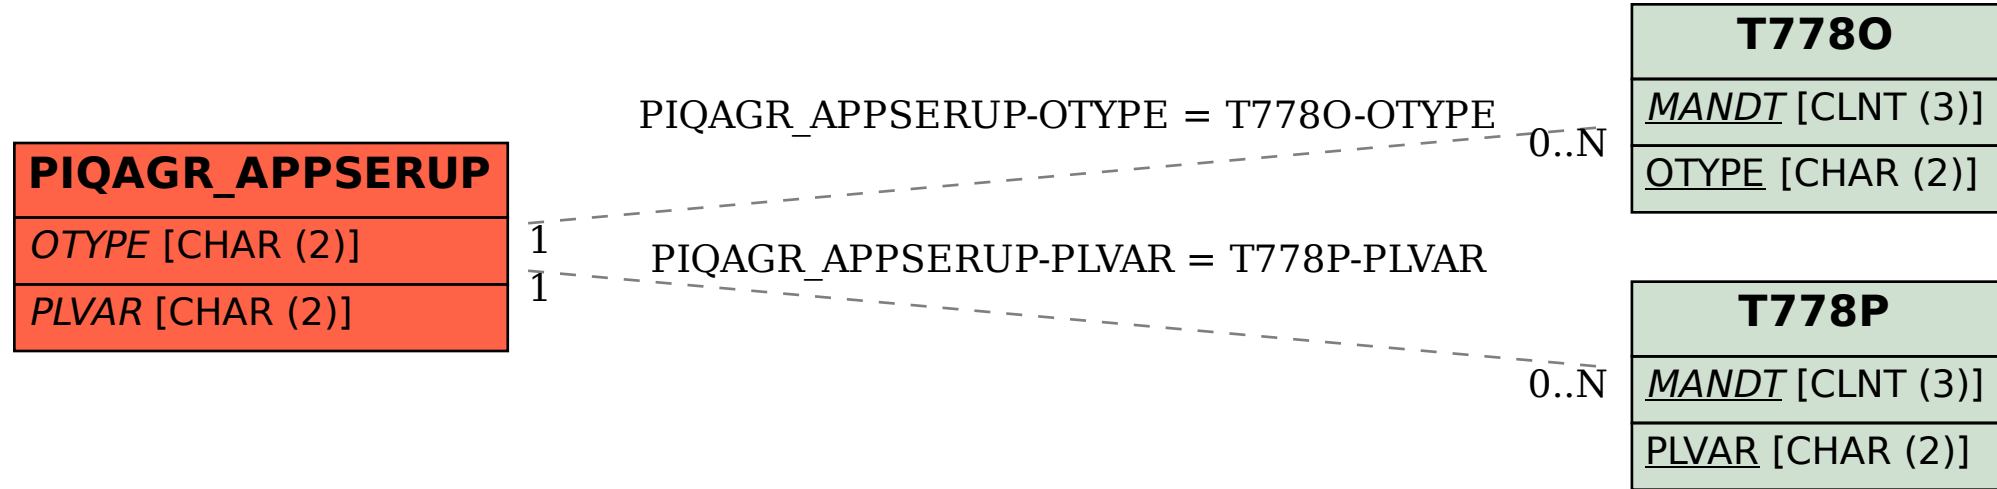 PIQAGR_APPSERUP
OTYPE [CHAR (2)]
PLVAR [CHAR (2)]
PIQAGR_APPSERUP-OTYPE = T778O-OTYPE
1
0..N
PIQAGR_APPSERUP-PLVAR = T778P-PLVAR
1
0..N
T778O
MANDT [CLNT (3)]
OTYPE [CHAR (2)]
T778P
MANDT [CLNT (3)]
PLVAR [CHAR (2)]